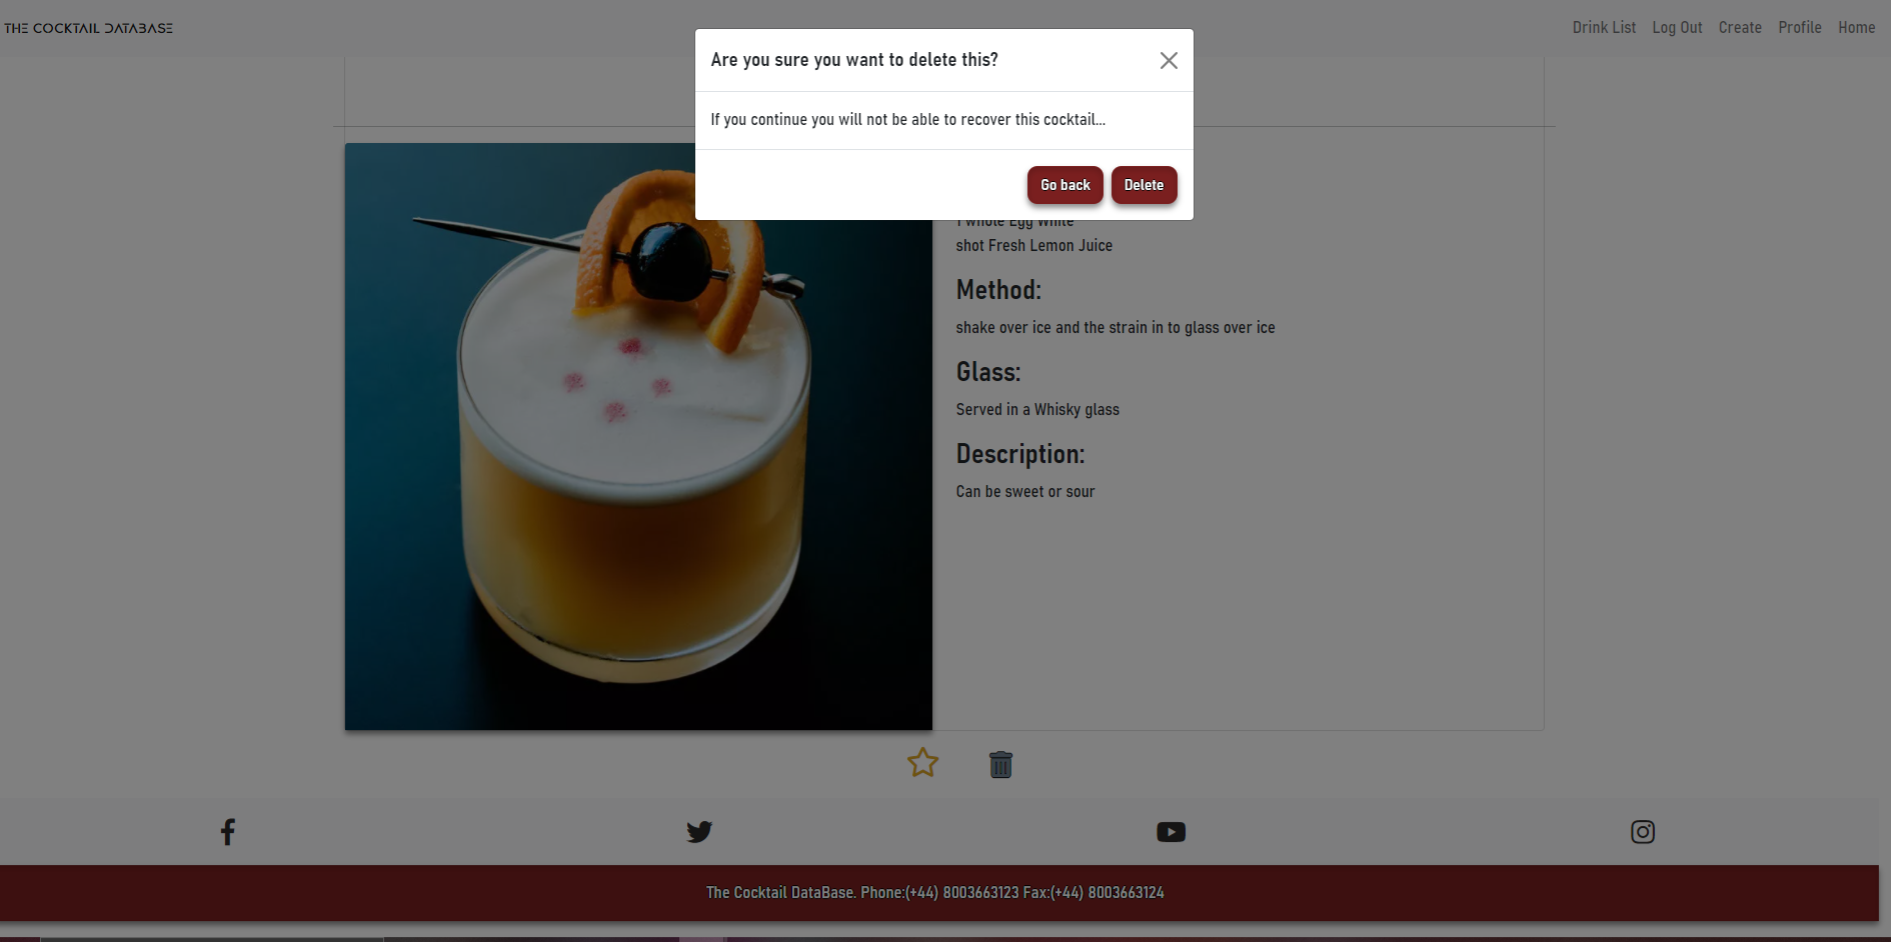 THE COCKTAIL DATABASE
Drink List Log Out Create Profile Home
Are you sure you want to delete this?
If you continue you will not be able to recover this cocktail...
Go back Delete
1 whole Egg White
shot Fresh Lemon Juice
Method:
shake over ice and the strain in to glass over ice
Glass:
Served in a Whisky glass
Description:
Can be sweet or sour
The Cocktail DataBase. Phone:(+44) 8003663123 Fax:(+44) 8003663124